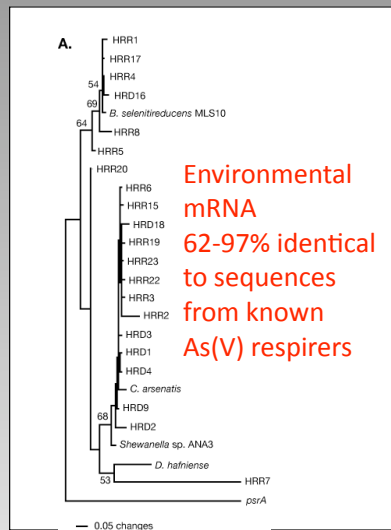 A.
HRR1
HRR17
54
HRR4
HRD16
69
B. selenitireducens MLS10
64
HRR8
HRR5
HRR20
Environmental
mRNA
62-97% identical
to sequences
from known
As(V) respirers
HRR6
HRR15
HRD18
HRR19
HRR23
HRR22
HRR3
HRR2
HRD3
HRD1
HRD4
C. arsenatis
HRD9
68
HRD2
Shewanella sp. ANA3
D. hafniense
53
HRR7
psrA
0.05 changes